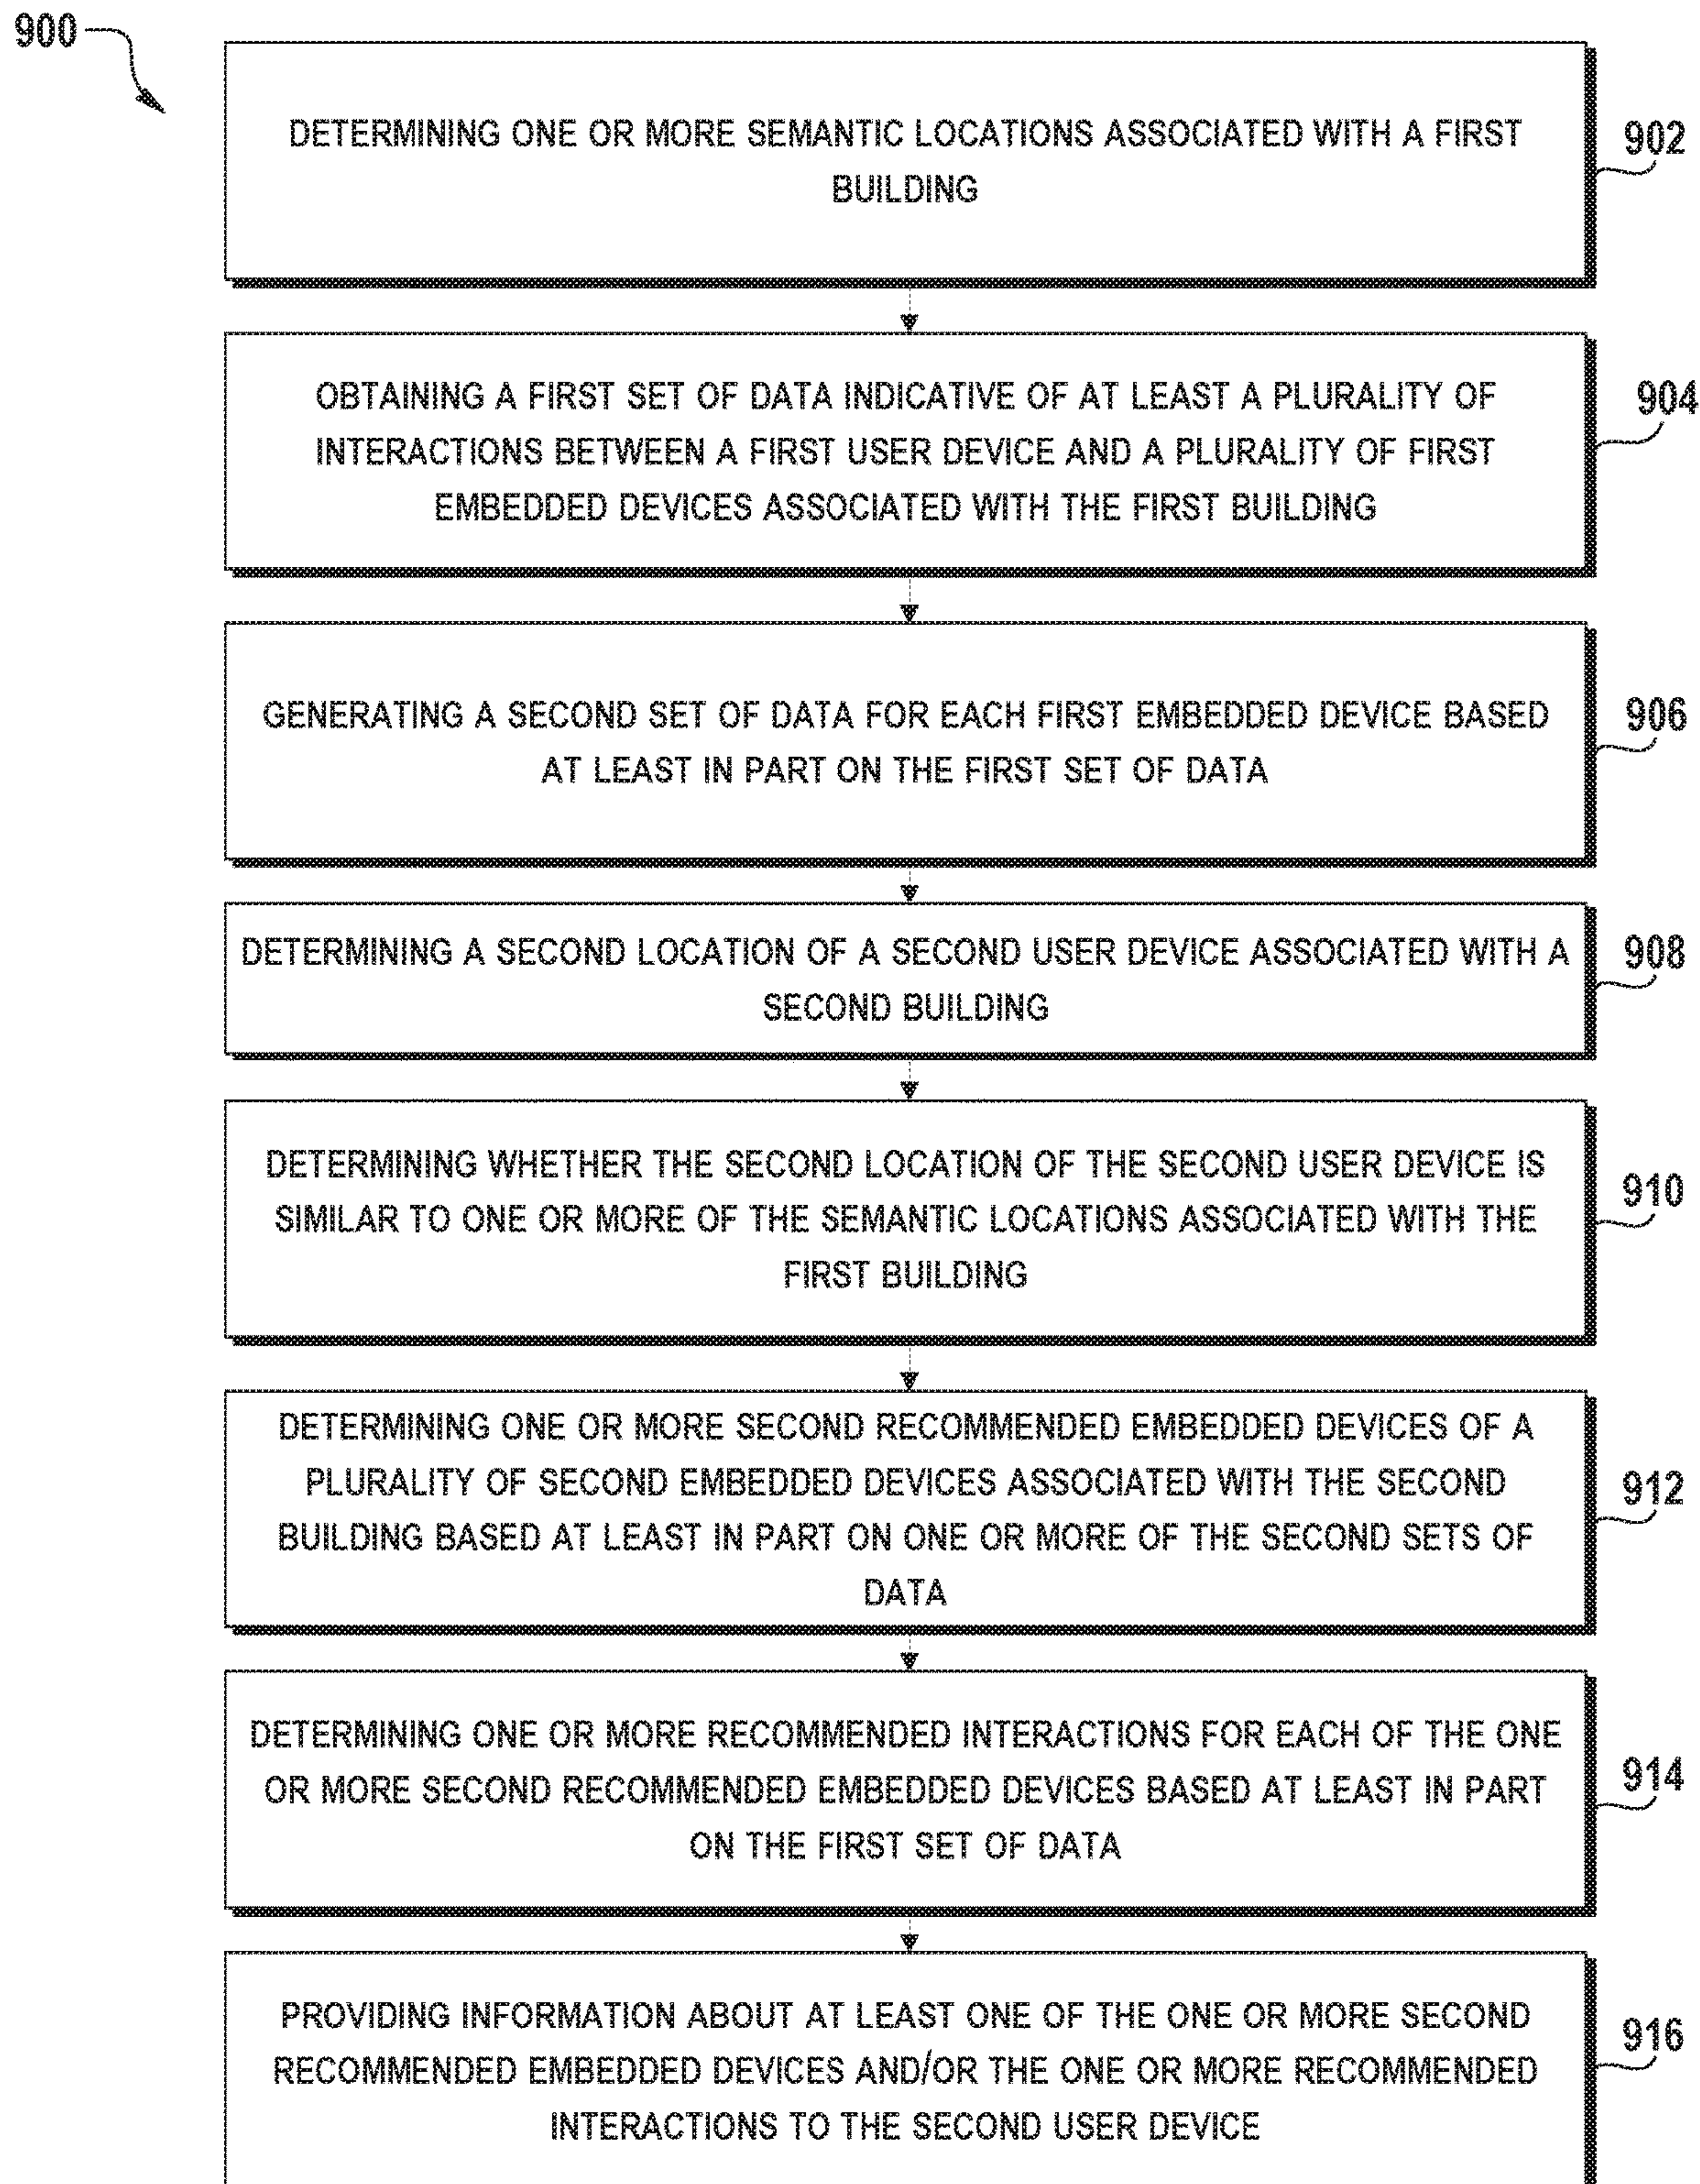 900
DETERMINING ONE OR MORE SEMANTIC LOCATIONS ASSOCIATED WITH A FIRST
BUILDING
902
OBTAINING A FIRST SET OF DATA INDICATIVE OF AT LEAST A PLURALITY OF
INTERACTIONS BETWEEN A FIRST USER DEVICE AND A PLURALITY OF FIRST
EMBEDDED DEVICES ASSOCIATED WITH THE FIRST BUILDING
904
GENERATING A SECOND SET OF DATA FOR EACH FIRST EMBEDDED DEVICE BASED
AT LEAST IN PART ON THE FIRST SET OF DATA
906
DETERMINING A SECOND LOCATION OF A SECOND USER DEVICE ASSOCIATED WITH A
SECOND BUILDING
908
DETERMINING WHETHER THE SECOND LOCATION OF THE SECOND USER DEVICE IS
SIMILAR TO ONE OR MORE OF THE SEMANTIC LOCATIONS ASSOCIATED WITH THE
FIRST BUILDING
910
DETERMINING ONE OR MORE SECOND RECOMMENDED EMBEDDED DEVICES OF A
PLURALITY OF SECOND EMBEDDED DEVICES ASSOCIATED WITH THE SECOND
BUILDING BASED AT LEAST IN PART ON ONE OR MORE OF THE SECOND SETS OF
DATA
912
DETERMINING ONE OR MORE RECOMMENDED INTERACTIONS FOR EACH OF THE ONE
OR MORE SECOND RECOMMENDED EMBEDDED DEVICES BASED AT LEAST IN PART
ON THE FIRST SET OF DATA
914
PROVIDING INFORMATION ABOUT AT LEAST ONE OF THE ONE OR MORE SECOND
RECOMMENDED EMBEDDED DEVICES AND/OR THE ONE OR MORE RECOMMENDED
INTERACTIONS TO THE SECOND USER DEVICE
916